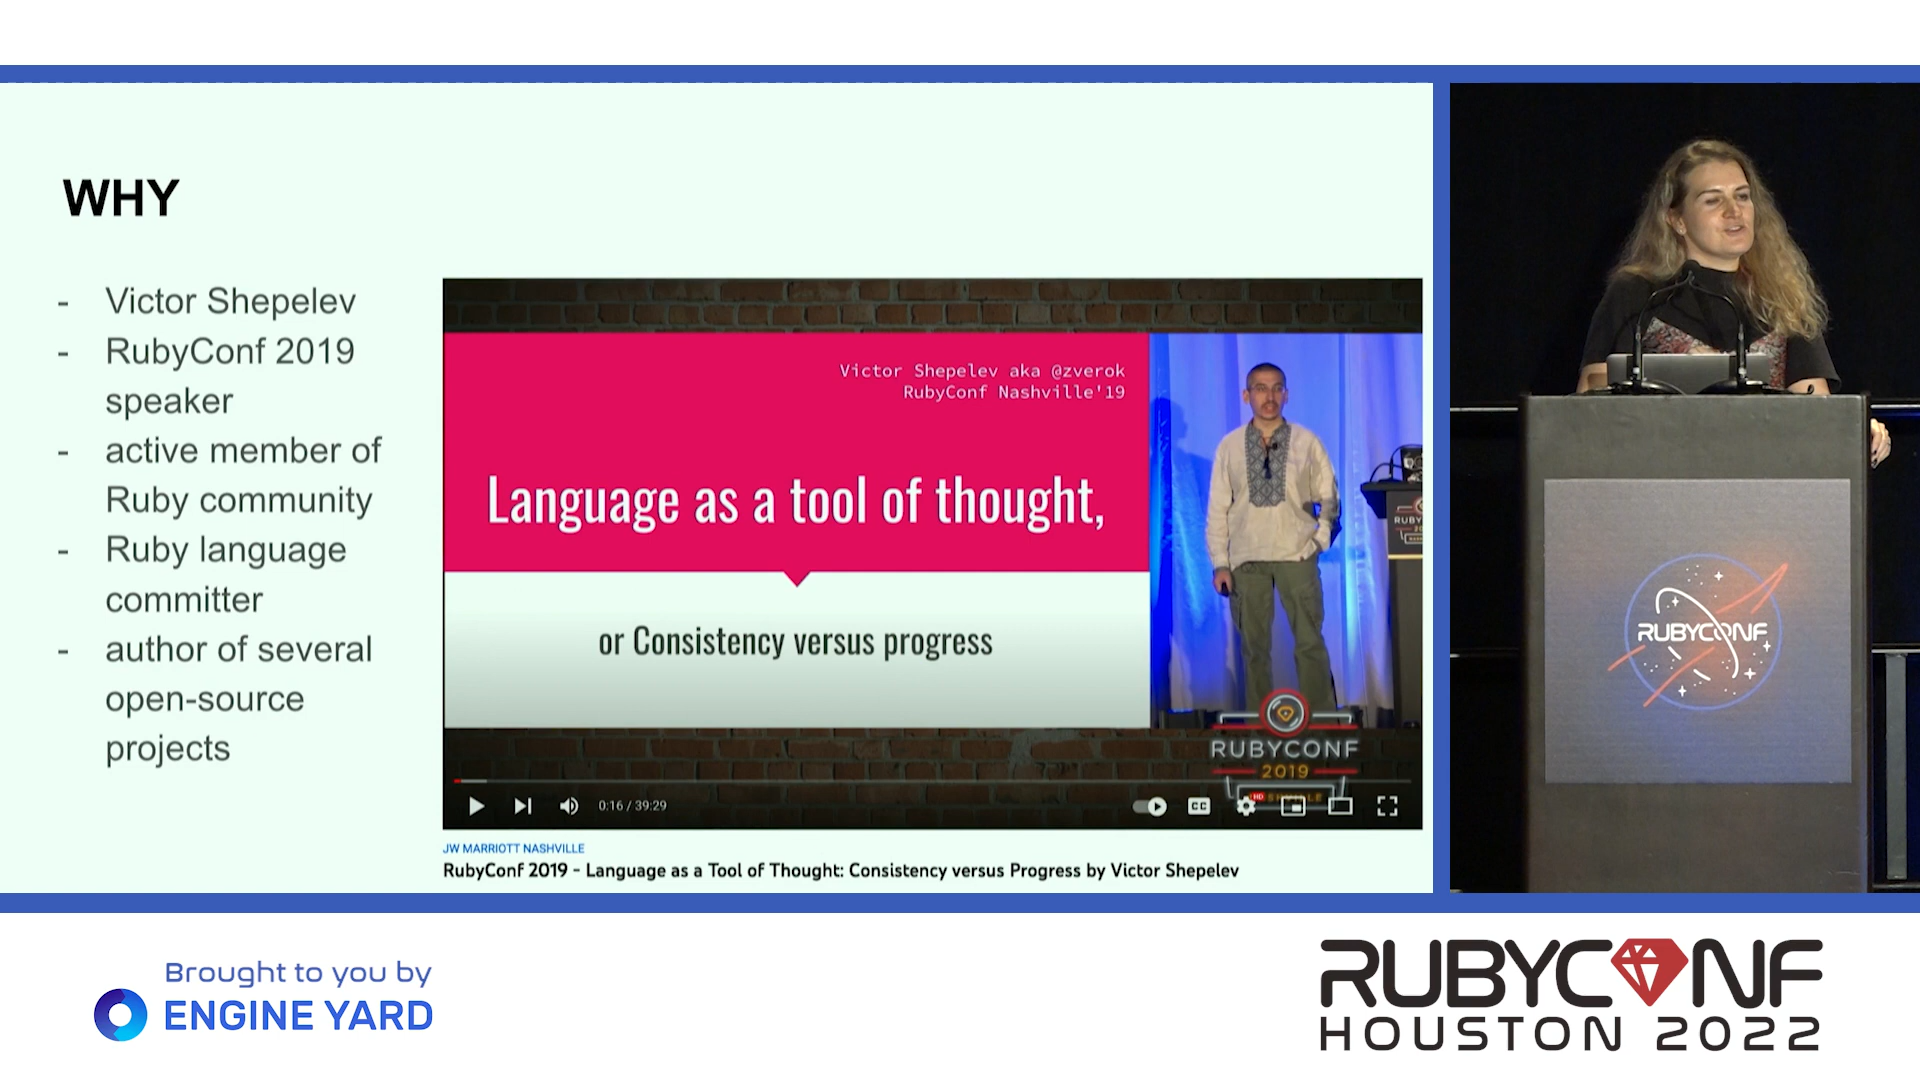 WHY
- Victor Shepelev
- RubyConf 2019
speaker
- active member of
Ruby community
- Ruby language
committer
- author of several
open-source
projects
Victor Shepelev aka @zverok
RubyConf Nashville'19
Language as a tool of thought,
or Consistency versus progress
RUBYCONF
2019
0:16 / 39:29
CC
HD
JW MARRIOTT NASHVILLE
RubyConf 2019 - Language as a Tool of Thought: Consistency versus Progress by Victor Shepelev
RUBYCONF
Brought to you by
ENGINE YARD
RUBYCONF
HOUSTON 2022